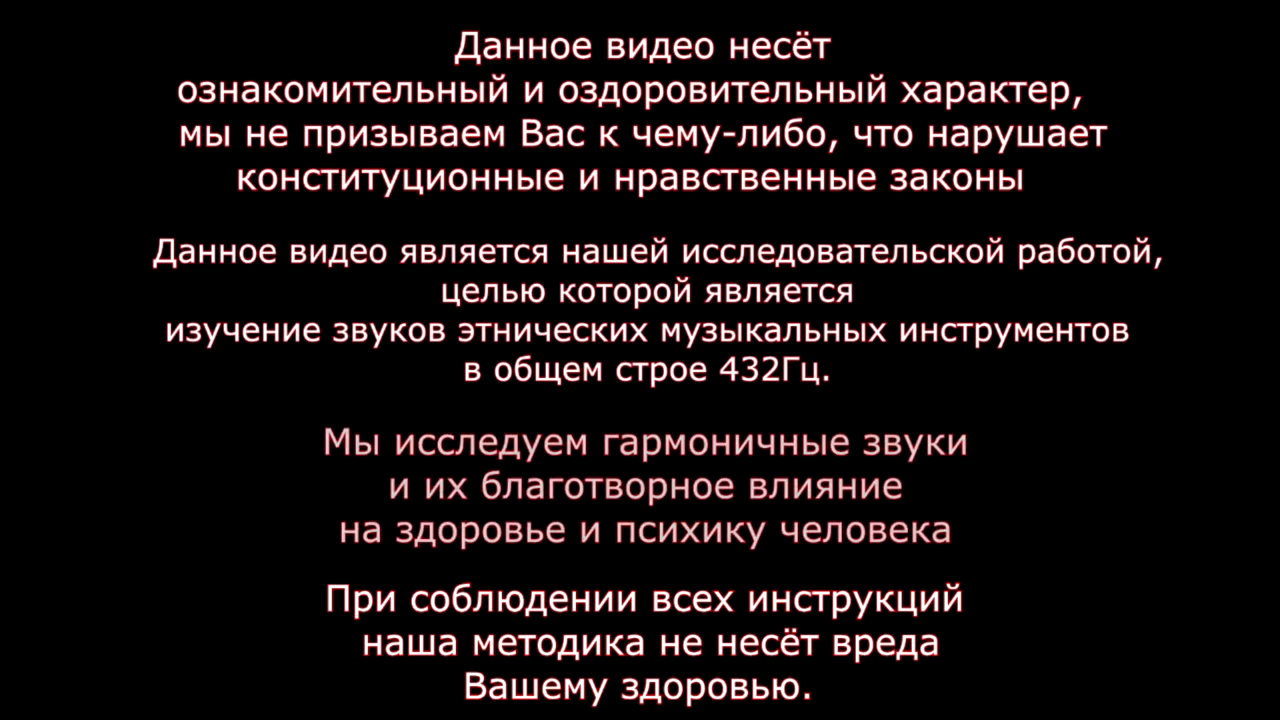 Данное видео несёт
ознакомительный и оздоровительный характер,
мы не призываем Вас к чему-либо, что нарушает
конституционные и нравственные законы
Данное видео является нашей исследовательской работой,
целью которой является
изучение звуков этнических музыкальных инструментов
в общем строе 432Гц.
Мы исследуем гармоничные звуки
и их благотворное влияние
на здоровье и психику человека
При соблюдении всех инструкций
наша методика не несёт вреда
Вашему здоровью.